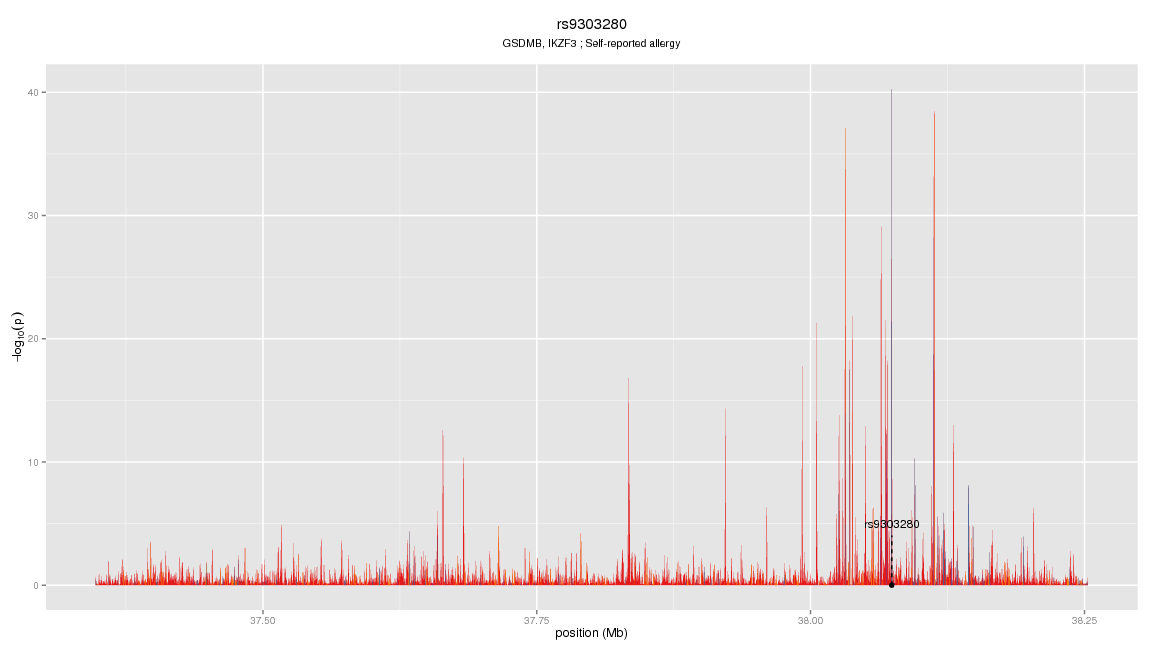 rs9303280
GSDMB, IKZF3 ; Self-reported allergy
40
30
20
10
0
−log10(p)
rs9303280
37.50
37.75
38.00
38.25
position (Mb)